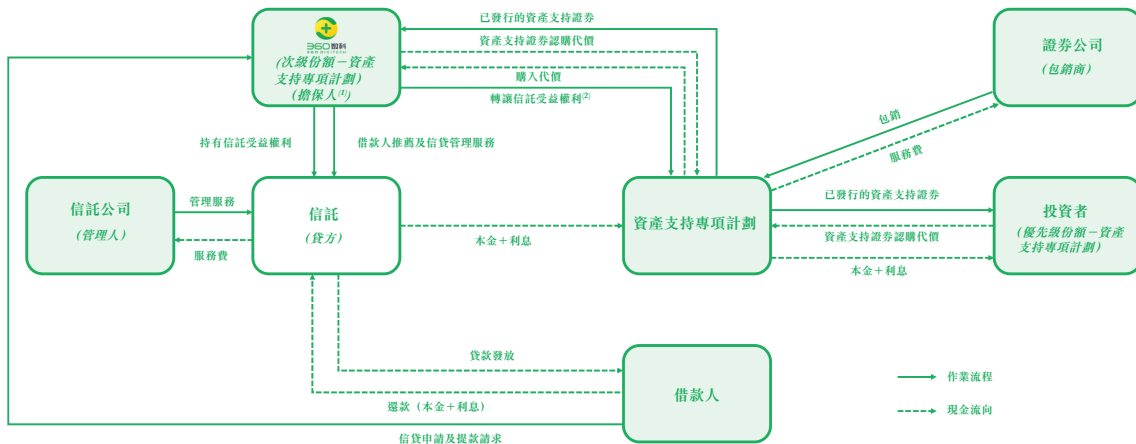 已發行的資產支持證券
360數科
360 DIGITECH
資產支持證券認購代價
證券公司
(包銷商)
(次級份額－資產
支持專項計劃)
(擔保人⁽¹⁾)
購入代價
轉讓信託受益權利⁽²⁾
包銷
服務費
持有信託受益權利
借款人推薦及信貸管理服務
信託公司
(管理人)
管理服務
服務費
信託
(貸方)
本金＋利息
資產支持專項計劃
已發行的資產支持證券
資產支持證券認購代價
本金＋利息
投資者
(優先級份額－資產
支持專項計劃)
貸款發放
還款（本金＋利息）
借款人
信貸申請及提款請求
作業流程
現金流向